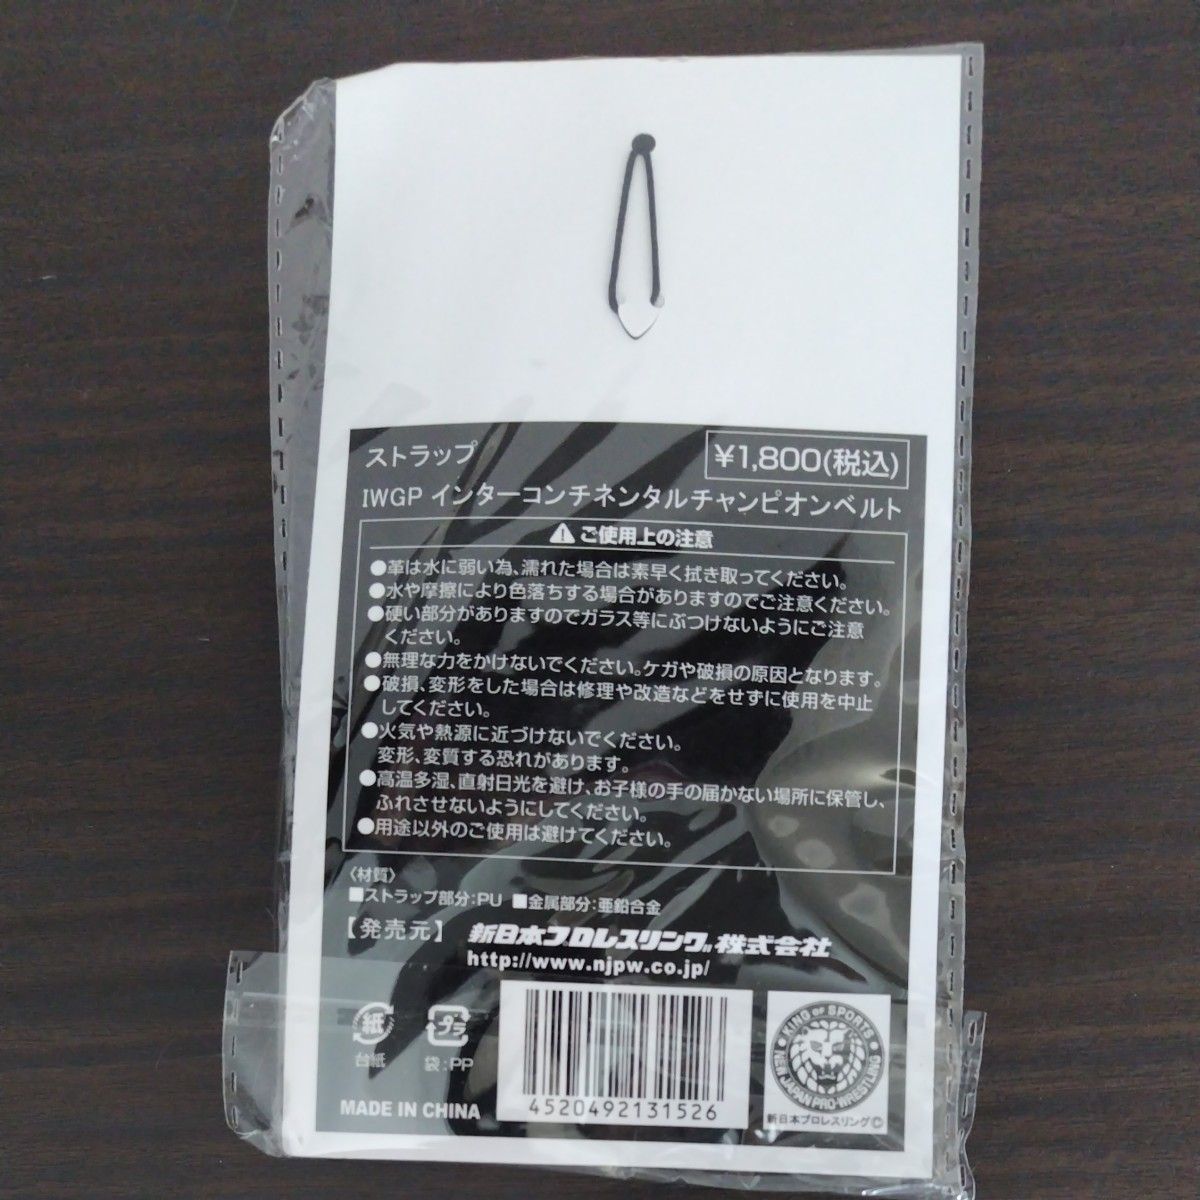 ストラップ
¥1,800(税込)
IWGP インターコンチネンタルチャンピオンベルト
ご使用上の注意
●革は水に弱い為、濡れた場合は素早く拭き取ってください。
●水や摩擦により色落ちする場合がありますのでご注意ください。
●硬い部分がありますのでガラス等にぶつけないようにご注意
ください。
●無理な力をかけないでください。ケガや破損の原因となります。
●破損、変形をした場合は修理や改造などをせずに使用を中止
してください。
●火気や熱源に近づけないでください。
変形、変質する恐れがあります。
●高温多湿、直射日光を避け、お子様の手の届かない場所に保管し、
ふれさせないようにしてください。
●用途以外のご使用は避けてください。
〈材質〉
■ストラップ部分：PU ■金属部分：亜鉛合金
【発売元】 新日本プロレスリング株式会社
http://www.njpw.co.jp/
紙
台紙
プラ
袋：PP
MADE IN CHINA
4520492131526
KING OF SPORTS
NEW JAPAN PRO-WRESTLING
新日本プロレスリング©